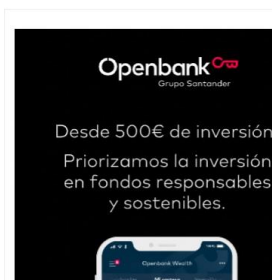 Openbank
Grupo Santander
Desde 500€ de inversión
Priorizamos la inversión
en fondos responsables
y sostenibles.
Openbank Wealth